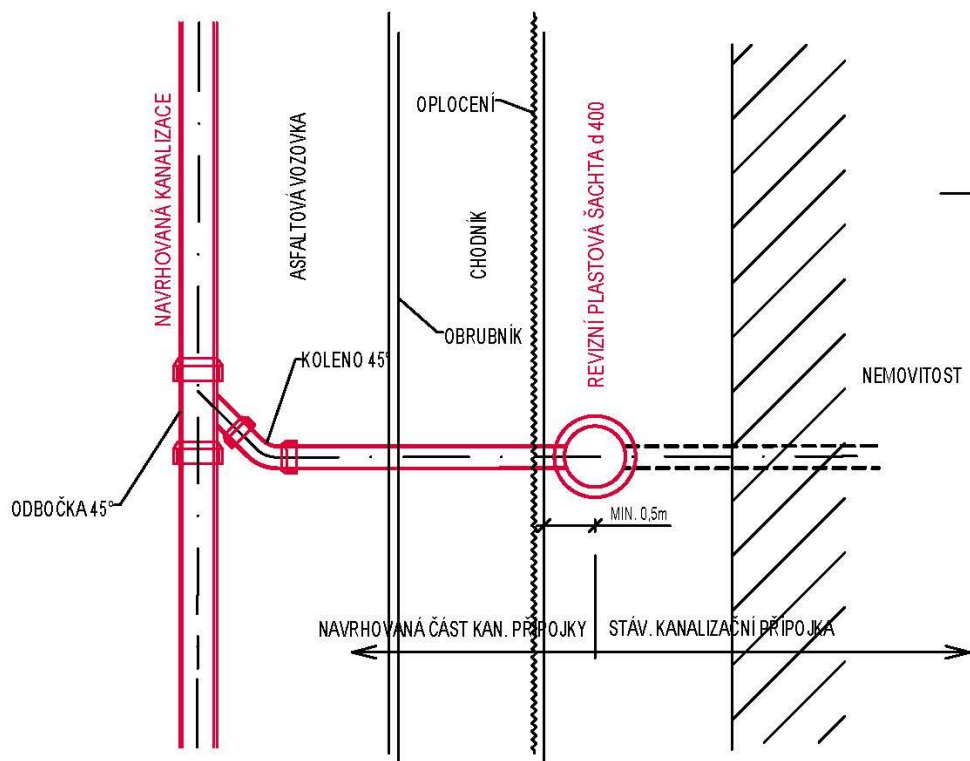 NAVRHOVANÁ KANALIZACE
ASFALTOVÁ VOZOVKA
OPLOCENÍ
CHODNÍK
REVIZNÍ PLASTOVÁ ŠACHTA d 400
OBRUBNÍK
KOLENO 45°
NEMOVITOST
ODBOČKA 45°
MIN. 0,5m
NAVRHOVANÁ ČÁST KAN. PŘÍPOJKY
STÁV. KANALIZAČNÍ PŘÍPOJKA